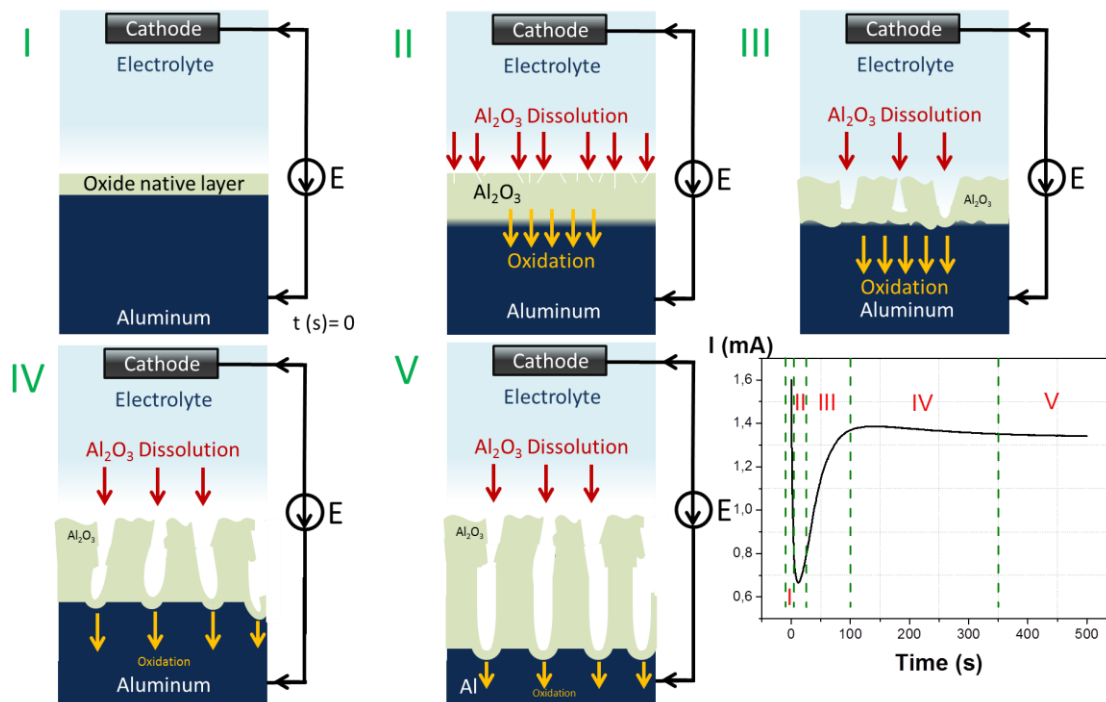 I
Cathode
Electrolyte
E
Oxide native layer
Aluminum
t (s)= 0
II
Cathode
Electrolyte
Al₂O₃ Dissolution
E
Al₂O₃
Oxidation
Aluminum
III
Cathode
Electrolyte
Al₂O₃ Dissolution
E
Al₂O₃
Oxidation
Aluminum
IV
Cathode
Electrolyte
Al₂O₃ Dissolution
E
Al₂O₃
Oxidation
Aluminum
V
Cathode
Electrolyte
Al₂O₃ Dissolution
E
Al₂O₃
Al
Oxidation
I (mA)
1,6
1,4
1,2
1,0
0,8
0,6
I
II
III
IV
V
0 100 200 300 400 500
Time (s)